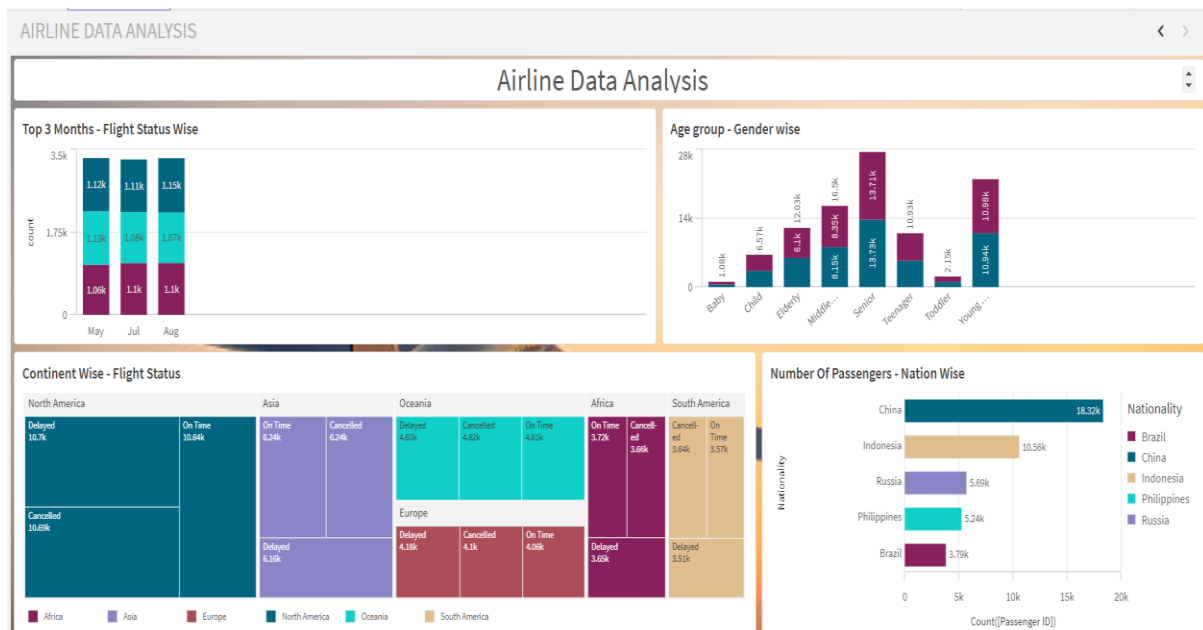 AIRLINE DATA ANALYSIS
Airline Data Analysis
Top 3 Months - Flight Status Wise
3.5k
1.75k
0
count
1.12k
1.11k
1.15k
1.13k
1.08k
1.07k
1.06k
1.1k
1.1k
May
Jul
Aug
Age group - Gender wise
28k
14k
0
1.08k
6.57k
12.03k
6.1k
16.5k
8.35k
8.15k
13.71k
13.73k
10.93k
2.15k
10.98k
10.94k
Baby
Child
Elderly
Middle...
Senior
Teenager
Toddler
Young ...
Continent Wise - Flight Status
North America
Delayed
10.7k
On Time
10.64k
Cancelled
10.69k
Asia
On Time
6.24k
Cancelled
6.24k
Delayed
6.16k
Oceania
Delayed
4.63k
Cancelled
4.62k
On Time
4.61k
Europe
Delayed
4.18k
Cancelled
4.1k
On Time
4.06k
Africa
On Time
3.72k
Cancell-
ed
3.66k
Delayed
3.65k
South America
Cancell-
ed
3.64k
On
Time
3.57k
Delayed
3.51k
Africa
Asia
Europe
North America
Oceania
South America
Number Of Passengers - Nation Wise
Nationality
China
18.32k
Indonesia
10.56k
Russia
5.69k
Philippines
5.24k
Brazil
3.79k
0
5k
10k
15k
20k
Count([Passenger ID])
Nationality
Brazil
China
Indonesia
Philippines
Russia